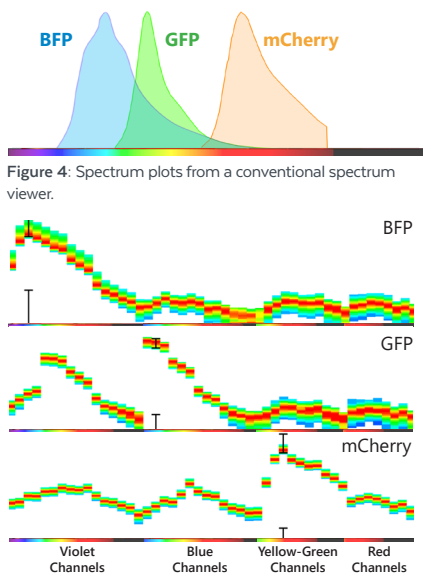 BFP GFP mCherry
Figure 4: Spectrum plots from a conventional spectrum
viewer.
BFP
GFP
mCherry
Violet Blue Yellow-Green Red
Channels Channels Channels Channels